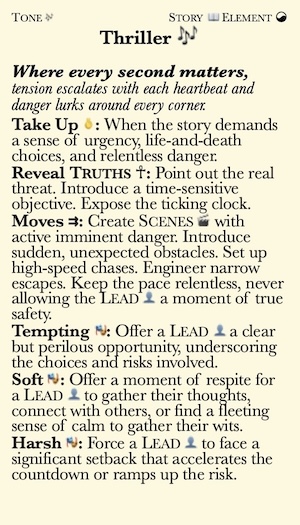 TONE 🎶 STORY 📖 ELEMENT ☯
Thriller 🎶
Where every second matters,
tension escalates with each heartbeat and
danger lurks around every corner.
Take Up 👌: When the story demands
a sense of urgency, life-and-death
choices, and relentless danger.
Reveal TRUTHS ☥: Point out the real
threat. Introduce a time-sensitive
objective. Expose the ticking clock.
Moves ⇉: Create SCENES 🎬 with
active imminent danger. Introduce
sudden, unexpected obstacles. Set up
high-speed chases. Engineer narrow
escapes. Keep the pace relentless, never
allowing the LEAD 👤 a moment of true
safety.
Tempting 🎭: Offer a LEAD 👤 a clear
but perilous opportunity, underscoring
the choices and risks involved.
Soft 🎭: Offer a moment of respite for
a LEAD 👤 to gather their thoughts,
connect with others, or find a fleeting
sense of calm to gather their wits.
Harsh 🎭: Force a LEAD 👤 to face a
significant setback that accelerates the
countdown or ramps up the risk.